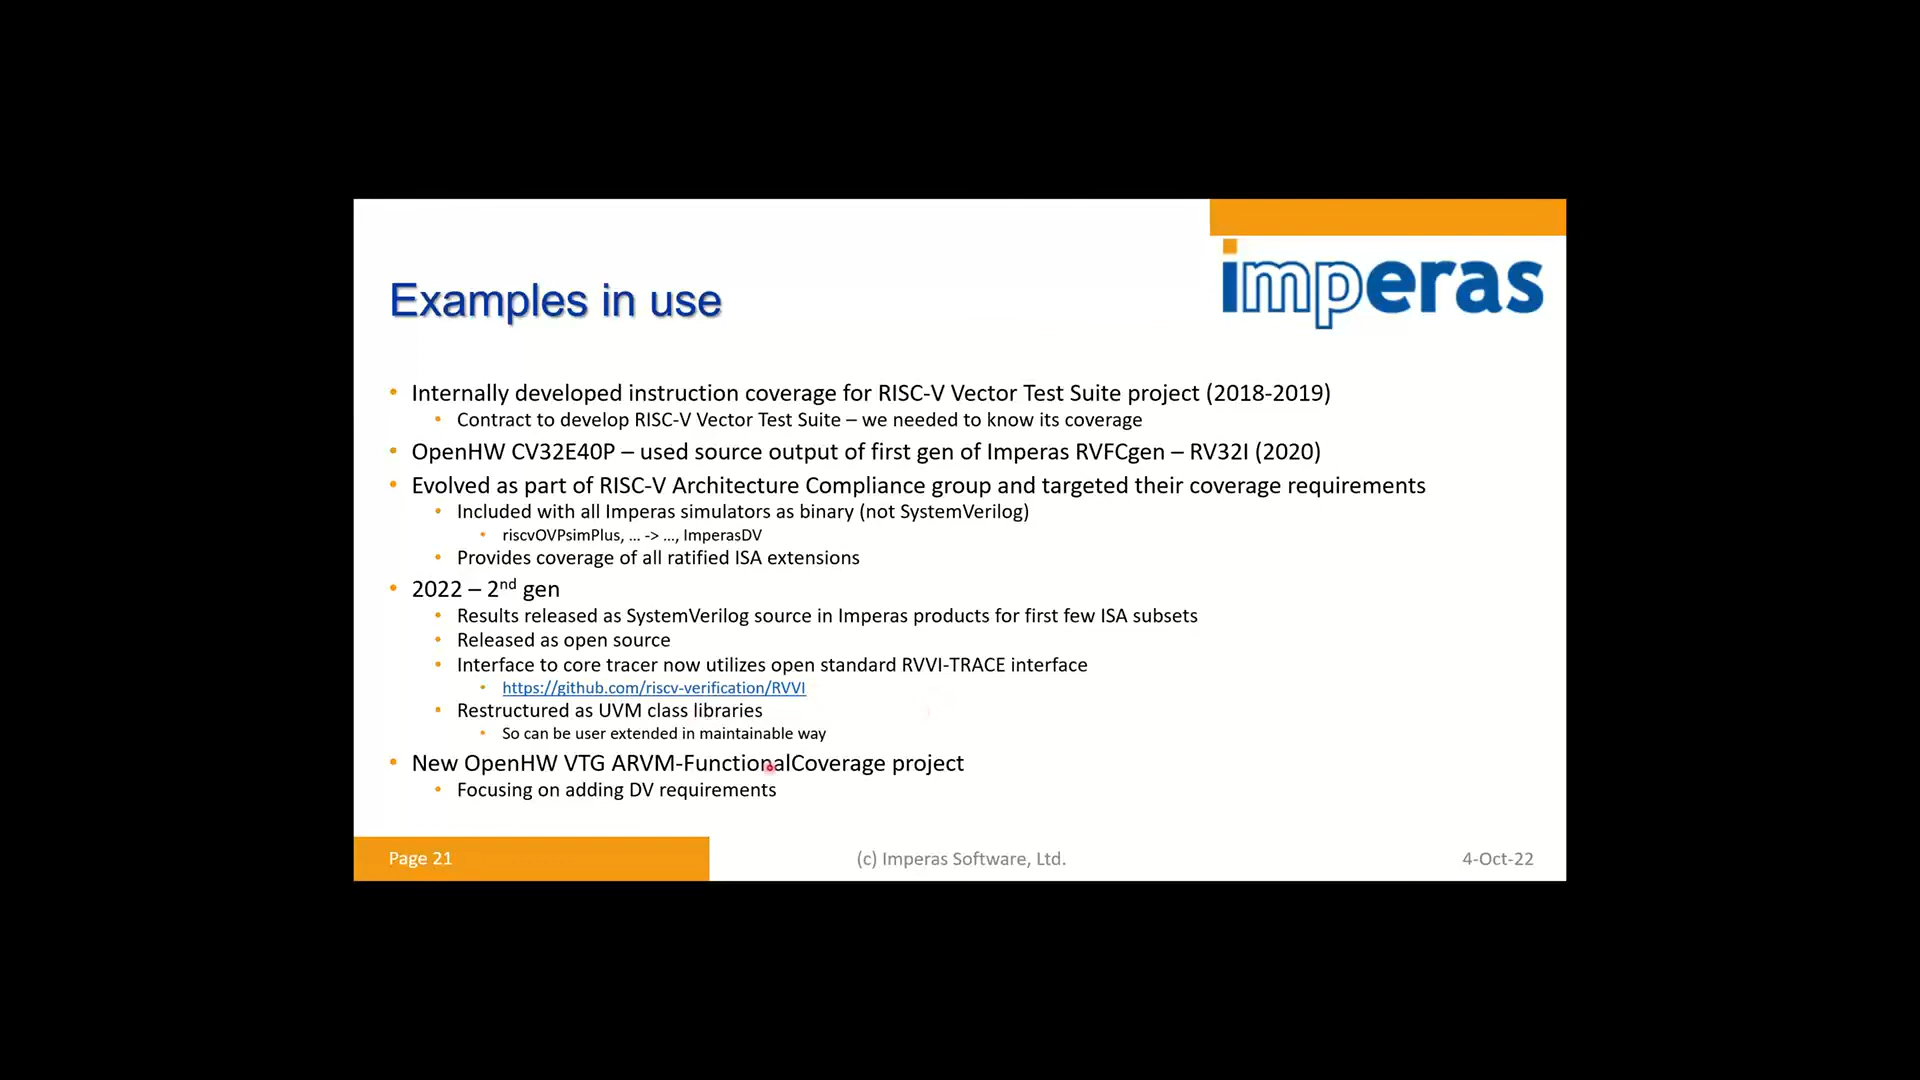 imperas
Examples in use
• Internally developed instruction coverage for RISC-V Vector Test Suite project (2018-2019)
• Contract to develop RISC-V Vector Test Suite – we needed to know its coverage
• OpenHW CV32E40P – used source output of first gen of Imperas RVFCgen – RV32I (2020)
• Evolved as part of RISC-V Architecture Compliance group and targeted their coverage requirements
• Included with all Imperas simulators as binary (not SystemVerilog)
• riscvOVPsimPlus, ... -> ..., ImperasDV
• Provides coverage of all ratified ISA extensions
• 2022 – 2nd gen
• Results released as SystemVerilog source in Imperas products for first few ISA subsets
• Released as open source
• Interface to core tracer now utilizes open standard RVVI-TRACE interface
• https://github.com/riscv-verification/RVVI
• Restructured as UVM class libraries
• So can be user extended in maintainable way
• New OpenHW VTG ARVM-FunctionalCoverage project
• Focusing on adding DV requirements
Page 21
(c) Imperas Software, Ltd.
4-Oct-22